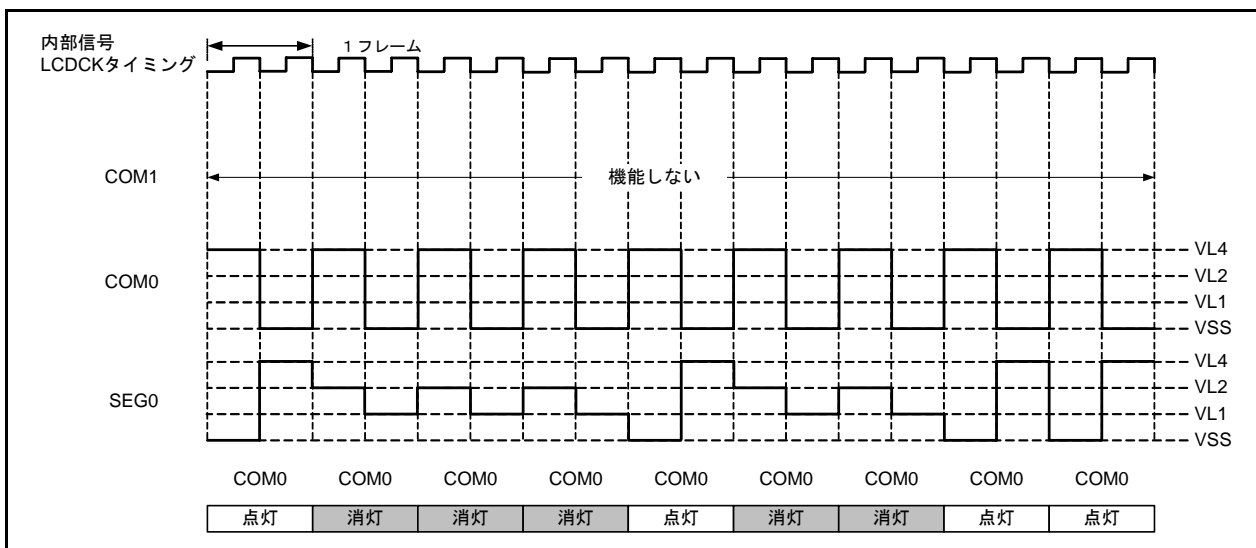 内部信号
LCDCKタイミング
1フレーム
COM1
機能しない
COM0
VL4
VL2
VL1
VSS
SEG0
VL4
VL2
VL1
VSS
COM0 COM0 COM0 COM0 COM0 COM0 COM0 COM0 COM0
点灯 消灯 消灯 消灯 点灯 消灯 消灯 点灯 点灯